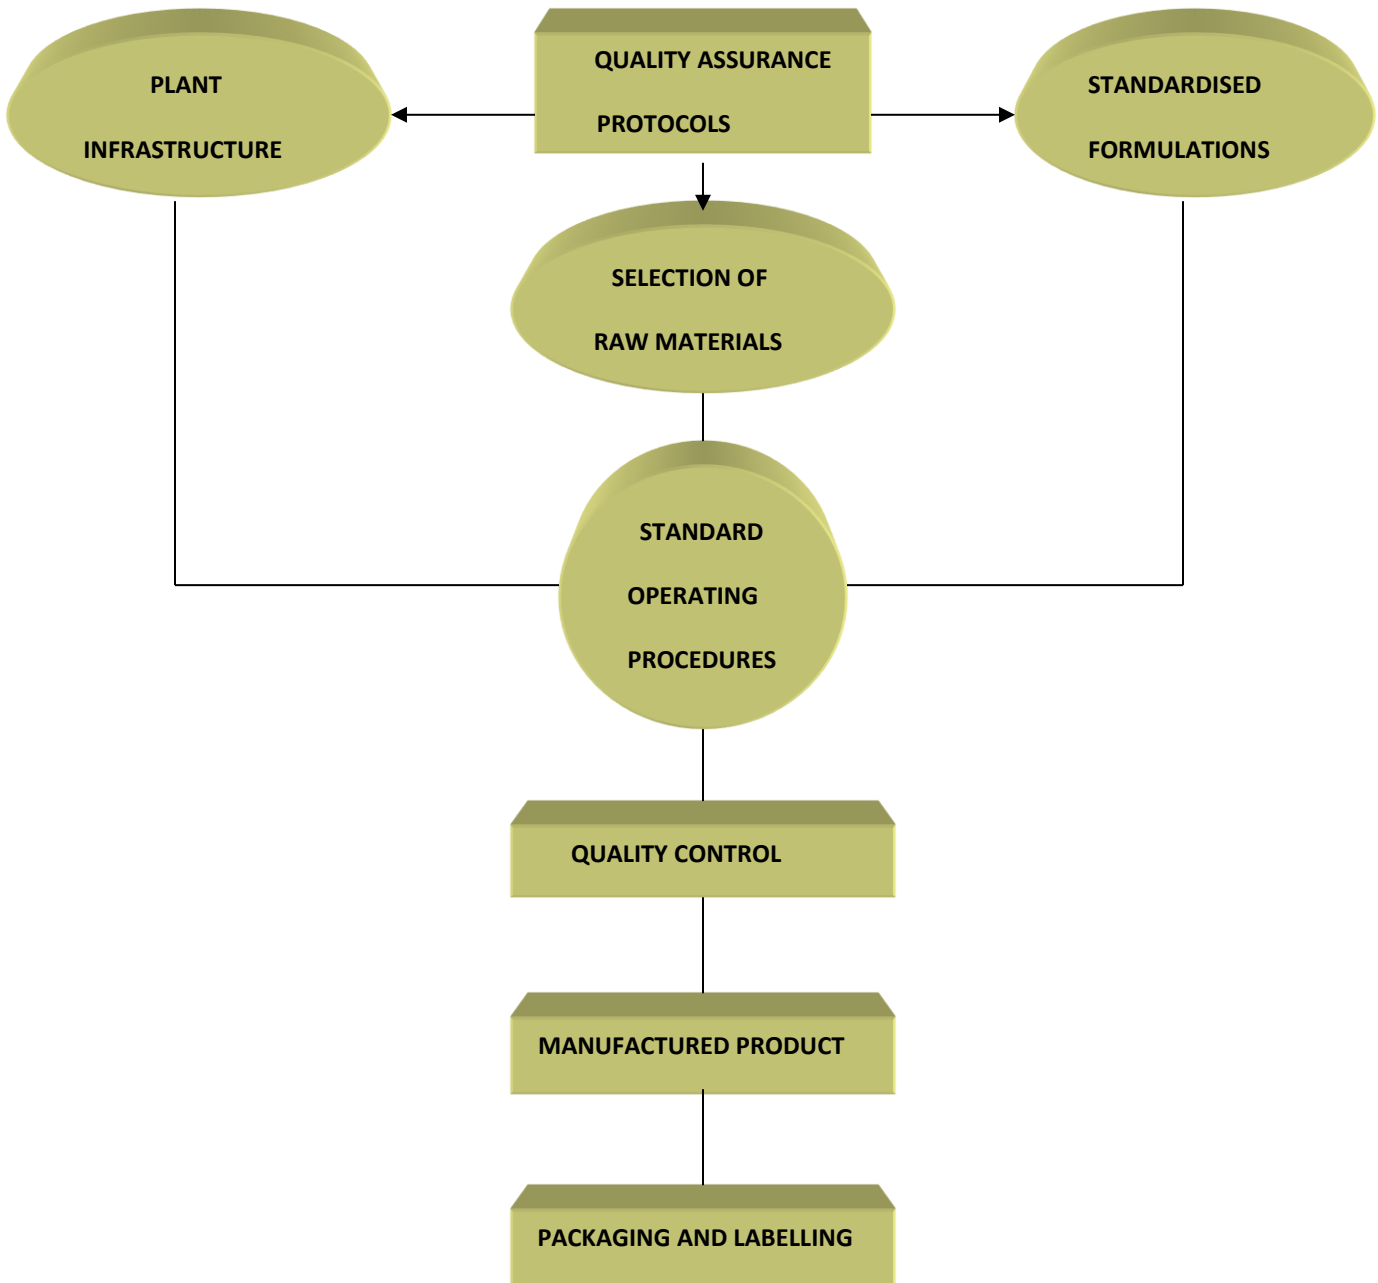 PLANT
INFRASTRUCTURE
QUALITY ASSURANCE
PROTOCOLS
STANDARDISED
FORMULATIONS
SELECTION OF
RAW MATERIALS
STANDARD
OPERATING
PROCEDURES
QUALITY CONTROL
MANUFACTURED PRODUCT
PACKAGING AND LABELLING